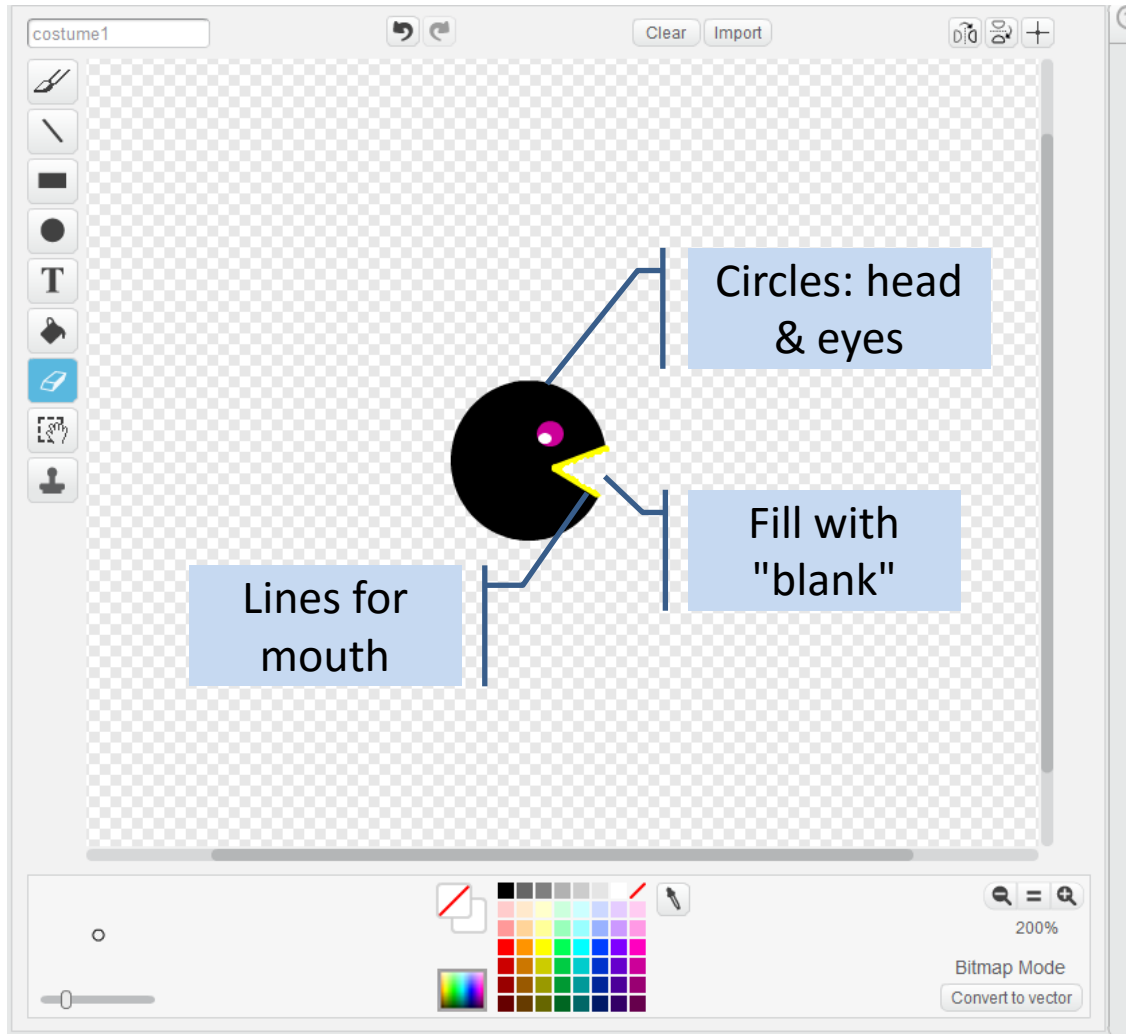 costume1
Clear
Import
T
Circles: head
& eyes
Fill with
"blank"
Lines for
mouth
200%
Bitmap Mode
Convert to vector